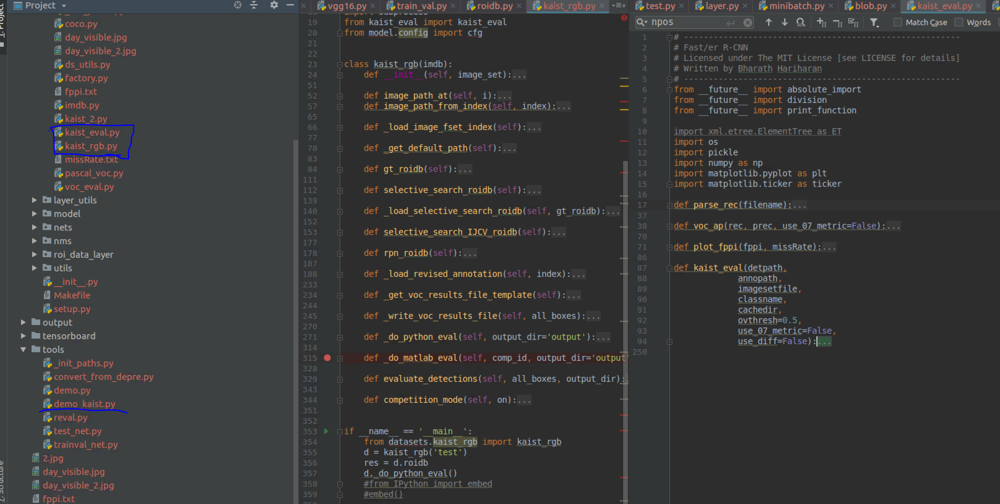 1: Project
Project
coco.py
day_visible.jpg
day_visible_2.jpg
ds_utils.py
factory.py
fppi.txt
imdb.py
kaist_2.py
kaist_eval.py
kaist_rgb.py
missRate.txt
pascal_voc.py
voc_eval.py
layer_utils
model
nets
nms
roi_data_layer
utils
__init__.py
Makefile
setup.py
output
tensorboard
tools
_init_paths.py
convert_from_depre.py
demo.py
demo_kaist.py
reval.py
test_net.py
trainval_net.py
2.jpg
day_visible.jpg
day_visible_2.jpg
fppi.txt
7: Structure
vgg16.py train_val.py roidb.py kaist_rgb.py
18 import subprocess
19 from kaist_eval import kaist_eval
20 from model.config import cfg
21
22
23 class kaist_rgb(imdb):
24 def __init__(self, image_set):...
51
52 def image_path_at(self, i):...
57 def image_path_from_index(self, index):...
65
66 def _load_image_fset_index(self):...
77
78 def _get_default_path(self):...
83
84 def gt_roidb(self):...
111
112 def selective_search_roidb(self):...
139
140 def _load_selective_search_roidb(self, gt_roidb):...
152
153 def selective_search_IJCV_roidb(self):...
177
178 def rpn_roidb(self):...
187
188 def _load_revised_annotation(self, index):...
233
234 def _get_voc_results_file_template(self):...
244
245 def _write_voc_results_file(self, all_boxes):...
270
271 def _do_python_eval(self, output_dir='output'):...
314
315 def _do_matlab_eval(self, comp_id, output_dir='output'
328
329 def evaluate_detections(self, all_boxes, output_dir):.
343
344 def competition_mode(self, on):...
351
352
353 if __name__ == '__main__':
354 from datasets.kaist_rgb import kaist_rgb
355 d = kaist_rgb('test')
356 res = d.roidb
357 d._do_python_eval()
358 #from IPython import embed
359 #embed()
test.py layer.py minibatch.py blob.py kaist_eval.py
npos Match Case Words
1 # --------------------------------------------------------
2 # Fast/er R-CNN
3 # Licensed under The MIT License [see LICENSE for details]
4 # Written by Bharath Hariharan
5 # --------------------------------------------------------
6 from __future__ import absolute_import
7 from __future__ import division
8 from __future__ import print_function
9
10 import xml.etree.ElementTree as ET
11 import os
12 import pickle
13 import numpy as np
14 import matplotlib.pyplot as plt
15 import matplotlib.ticker as ticker
16
17 def parse_rec(filename):...
37
38 def voc_ap(rec, prec, use_07_metric=False):...
70
71 def plot_fppi(fppi, missRate):...
86
87 def kaist_eval(detpath,
88 annopath,
89 imagesetfile,
90 classname,
91 cachedir,
92 ovthresh=0.5,
93 use_07_metric=False,
94 use_diff=False):...
250